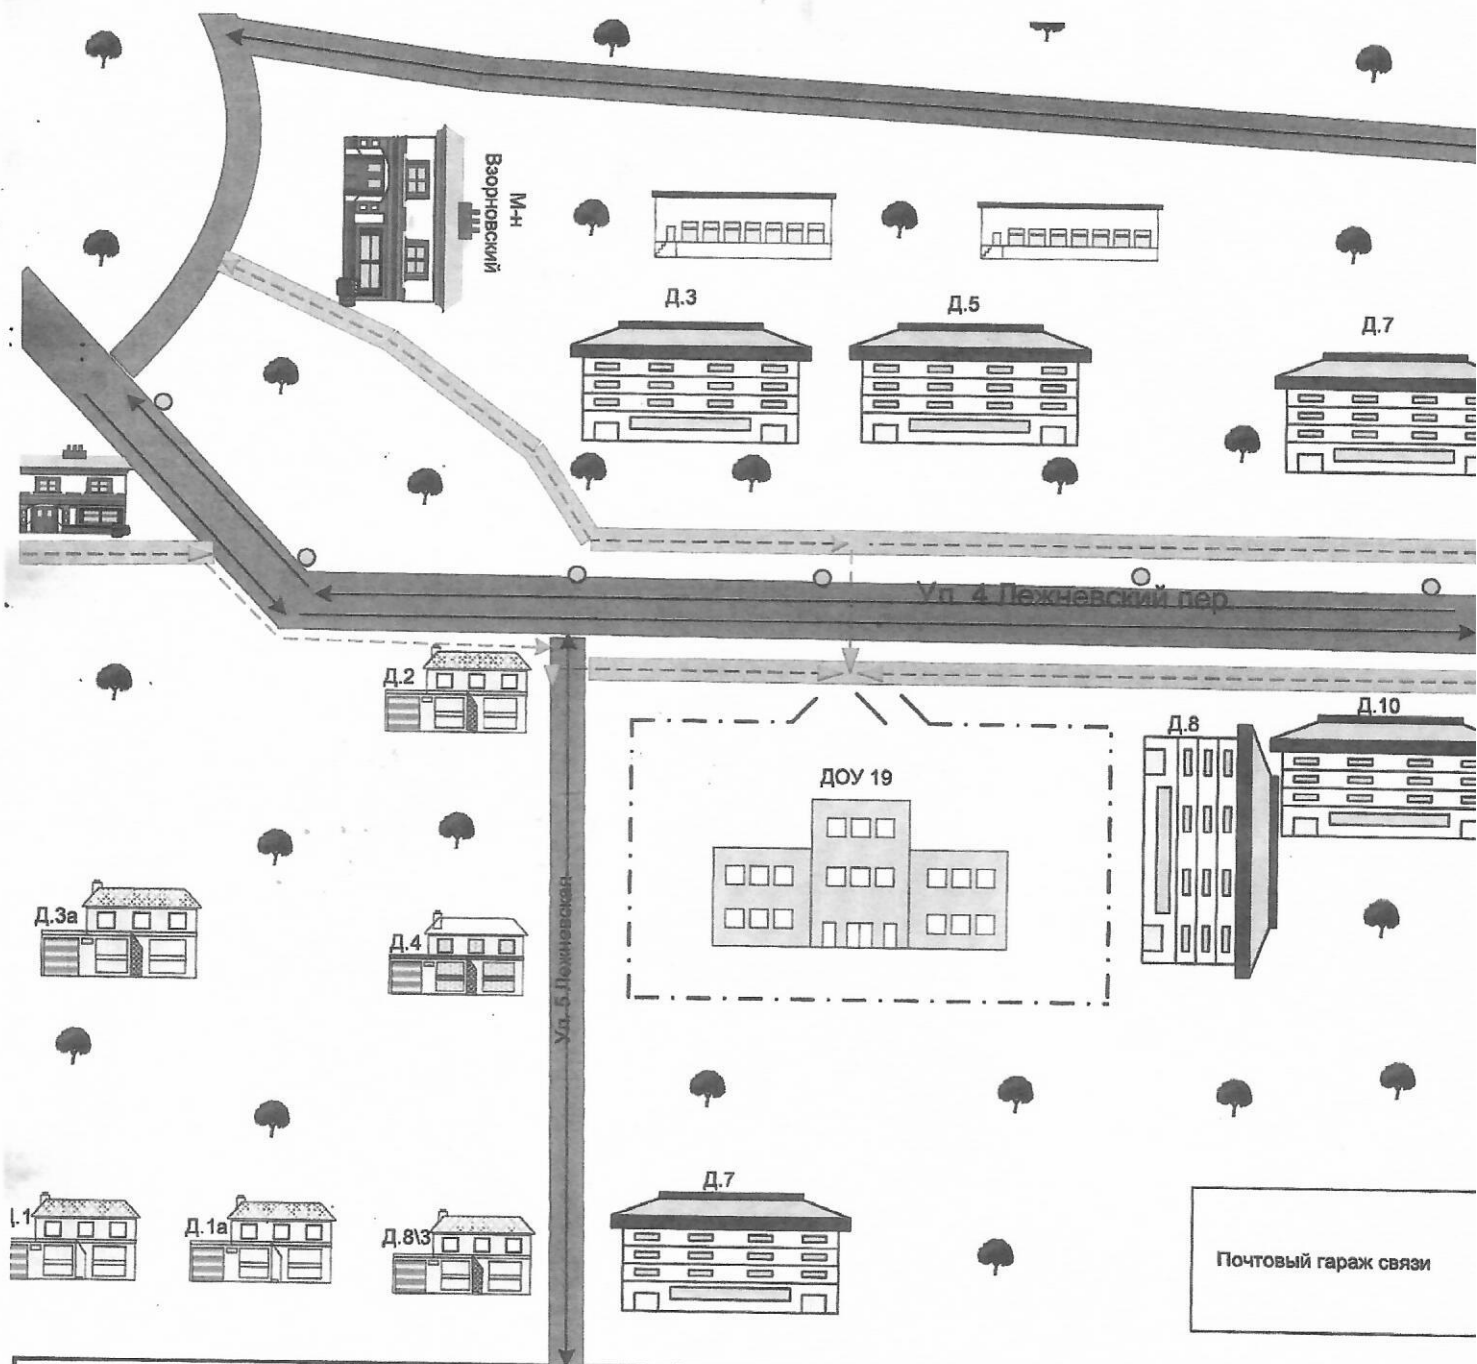 М-н
Взорновский
Д.3
Д.5
Д.7
Ул. 4 Лежневский пер.
Д.2
Д.8
Д.10
ДОУ 19
Д.3а
Д.4
Ул. 5 Лежневская
Д.7
Д.1а
Д.8\3
Почтовый гараж связи